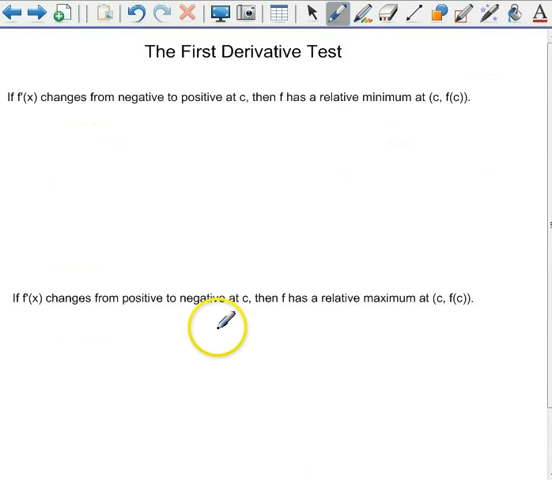 The First Derivative Test
If f'(x) changes from negative to positive at c, then f has a relative minimum at (c, f(c)).
If f'(x) changes from positive to negative at c, then f has a relative maximum at (c, f(c)).